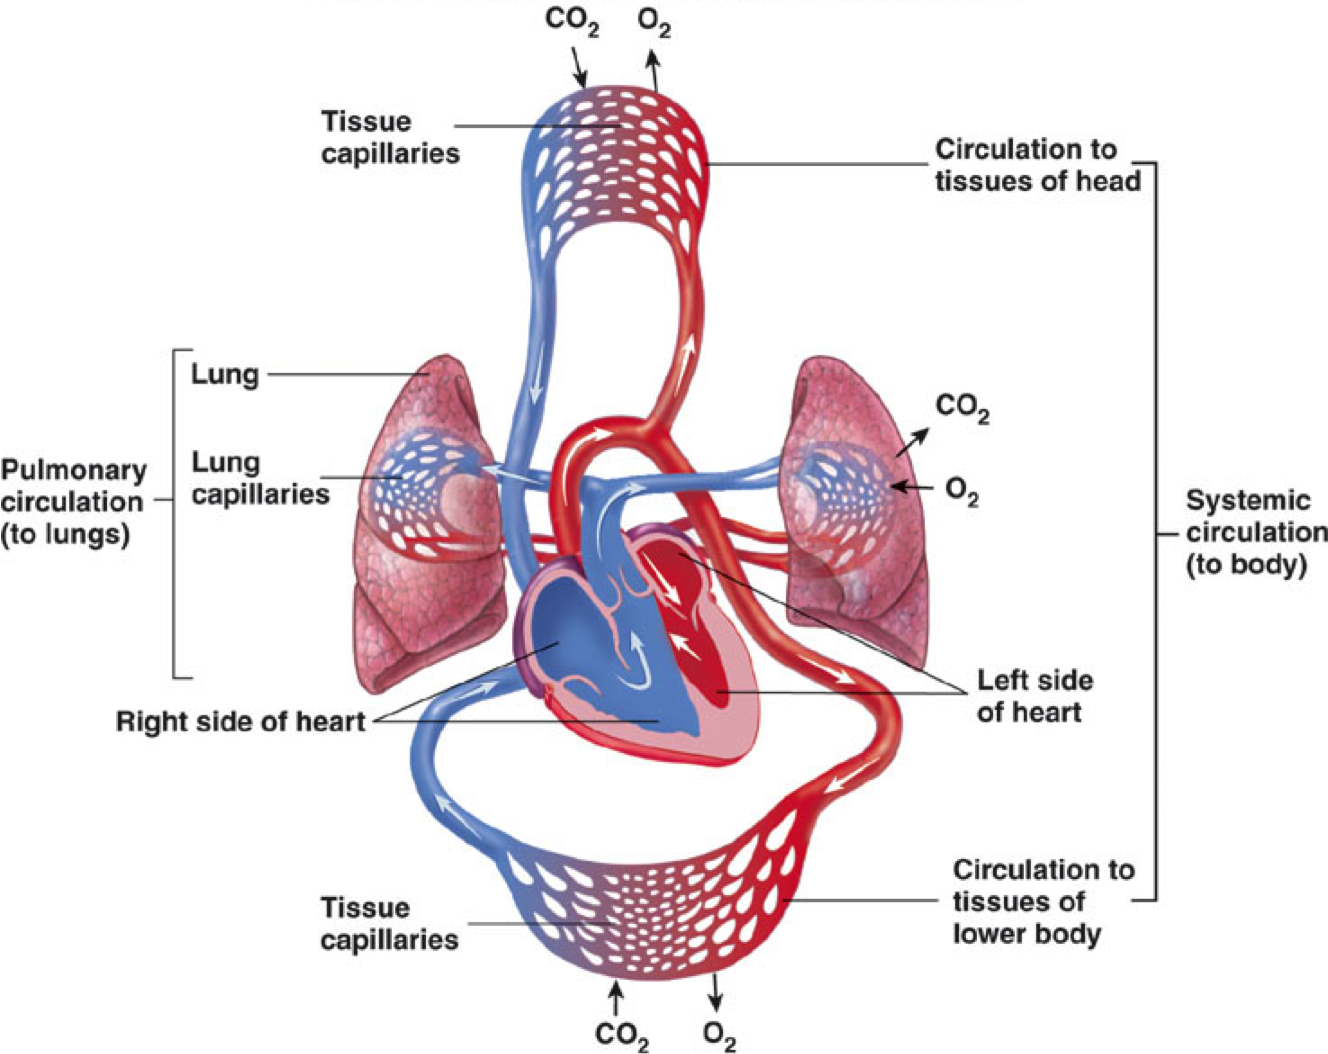 CO₂ O₂
Tissue
capillaries
Circulation to
tissues of head
Lung
CO₂
Lung
capillaries
O₂
Pulmonary
circulation
(to lungs)
Systemic
circulation
(to body)
Left side
of heart
Right side of heart
Circulation to
tissues of
lower body
Tissue
capillaries
CO₂ O₂